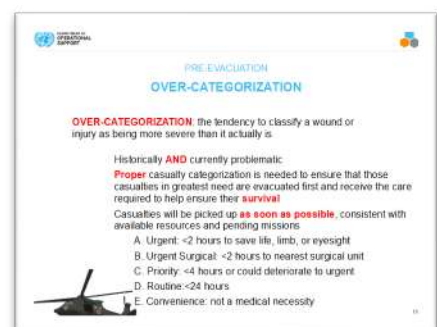 OPERATIONAL
SUPPORT
PRE EVACUATION
OVER-CATEGORIZATION
OVER-CATEGORIZATION: the tendency to classify a wound or
injury as being more severe than it actually is.
Historically AND currently problematic
Proper casualty categorization is needed to ensure that those
casualties in greatest need are evacuated first and receive the care
required to help ensure their survival
Casualties will be picked up as soon as possible, consistent with
available resources and pending missions
A. Urgent: <2 hours to save life, limb, or eyesight
B. Urgent Surgical: <2 hours to nearest surgical unit
C. Priority: <4 hours or could deteriorate to urgent
D. Routine:<24 hours
E. Convenience: not a medical necessity